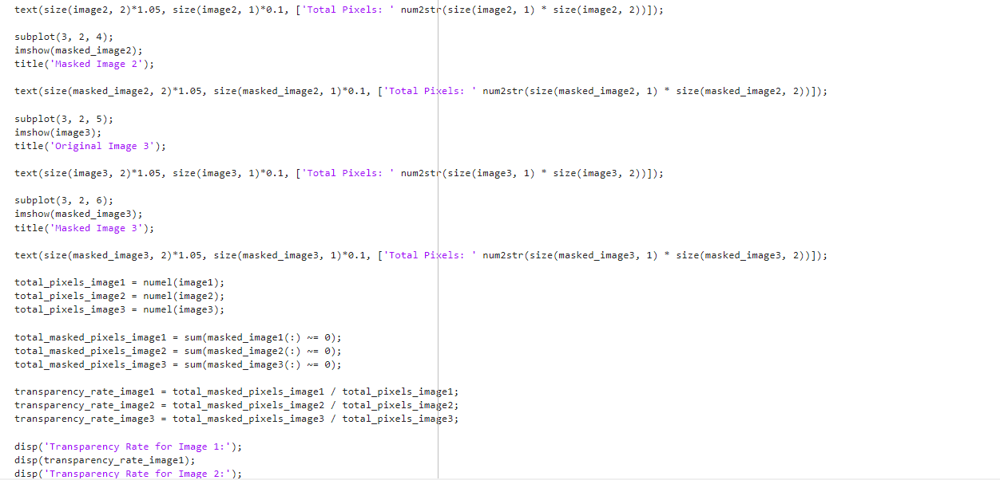 text(size(image2, 2)*1.05, size(image2, 1)*0.1, ['Total Pixels: ' num2str(size(image2, 1) * size(image2, 2))]);
subplot(3, 2, 4);
imshow(masked_image2);
title('Masked Image 2');
text(size(masked_image2, 2)*1.05, size(masked_image2, 1)*0.1, ['Total Pixels: ' num2str(size(masked_image2, 1) * size(masked_image2, 2))]);
subplot(3, 2, 5);
imshow(image3);
title('Original Image 3');
text(size(image3, 2)*1.05, size(image3, 1)*0.1, ['Total Pixels: ' num2str(size(image3, 1) * size(image3, 2))]);
subplot(3, 2, 6);
imshow(masked_image3);
title('Masked Image 3');
text(size(masked_image3, 2)*1.05, size(masked_image3, 1)*0.1, ['Total Pixels: ' num2str(size(masked_image3, 1) * size(masked_image3, 2))]);
total_pixels_image1 = numel(image1);
total_pixels_image2 = numel(image2);
total_pixels_image3 = numel(image3);
total_masked_pixels_image1 = sum(masked_image1(:) ~= 0);
total_masked_pixels_image2 = sum(masked_image2(:) ~= 0);
total_masked_pixels_image3 = sum(masked_image3(:) ~= 0);
transparency_rate_image1 = total_masked_pixels_image1 / total_pixels_image1;
transparency_rate_image2 = total_masked_pixels_image2 / total_pixels_image2;
transparency_rate_image3 = total_masked_pixels_image3 / total_pixels_image3;
disp('Transparency Rate for Image 1:');
disp(transparency_rate_image1);
disp('Transparency Rate for Image 2:');